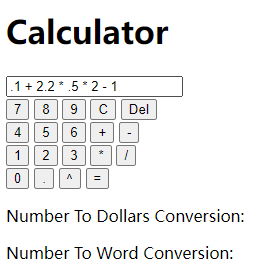 Calculator
.1 + 2.2 * .5 * 2 - 1
7 8 9 C Del
4 5 6 + -
1 2 3 * /
0 . ^ =
Number To Dollars Conversion:
Number To Word Conversion: